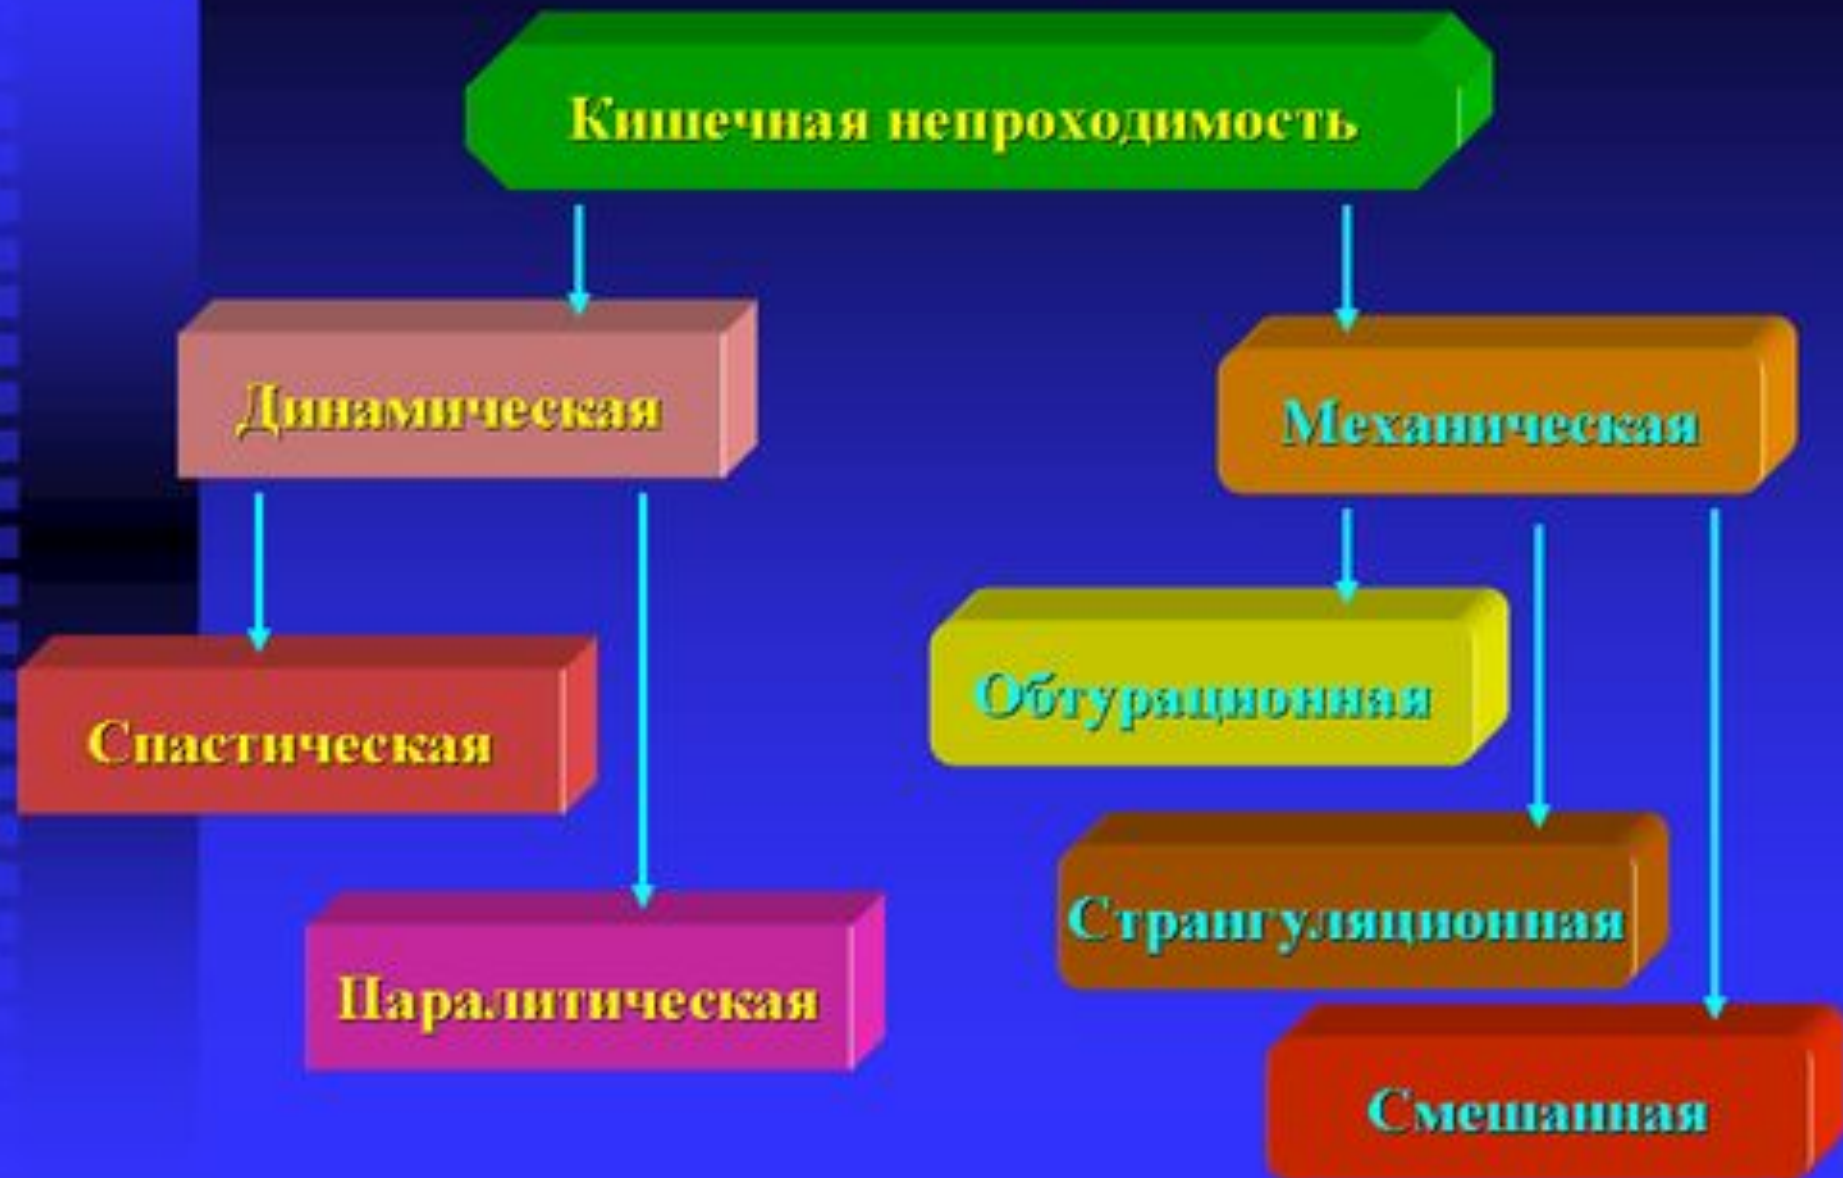 Кишечная непроходимость
Динамическая
Механическая
Спастическая
Обтурационная
Странгуляционная
Паралитическая
Смешанная